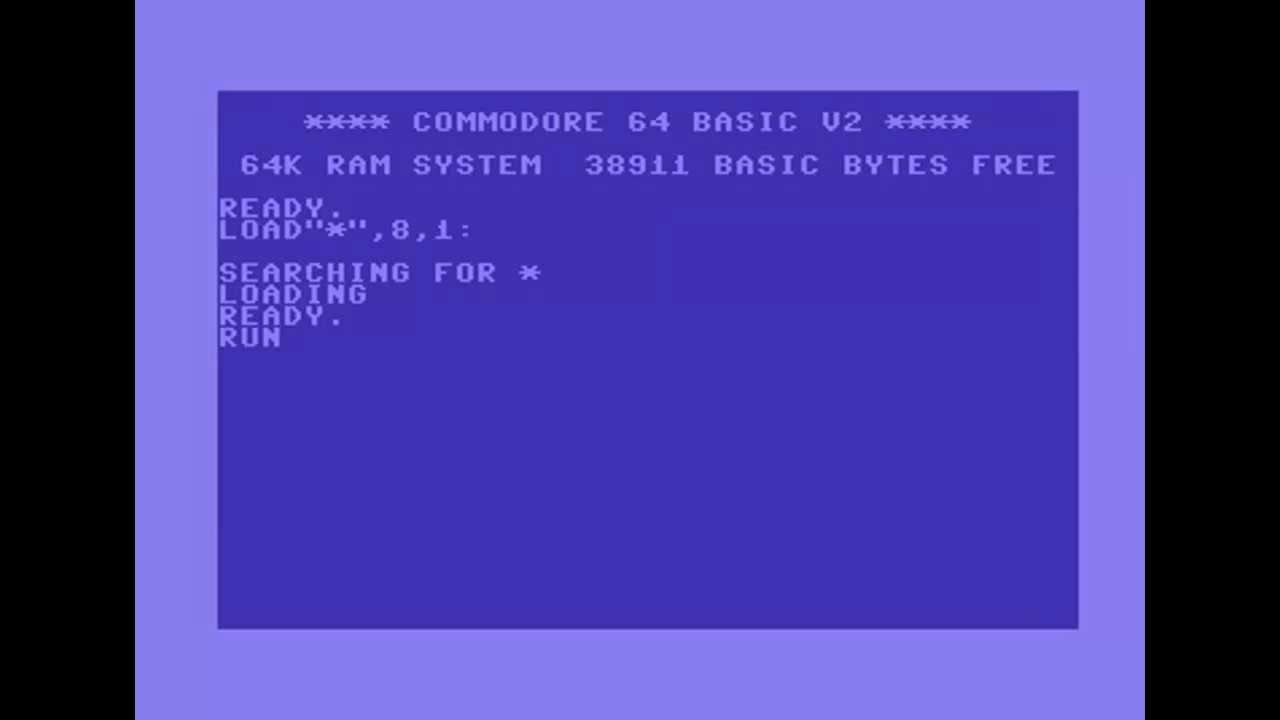 **** COMMODORE 64 BASIC V2 ****
64K RAM SYSTEM  38911 BASIC BYTES FREE
READY.
LOAD"*",8,1:
SEARCHING FOR *
LOADING
READY.
RUN